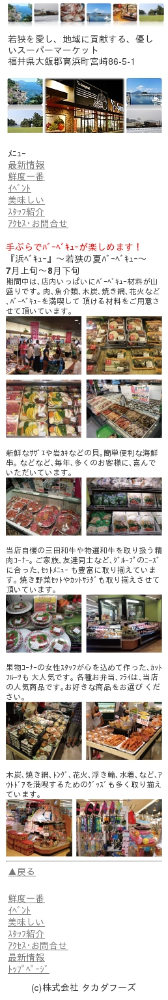 若狭を愛し、地域に貢献する、優し
いスーパーマーケット
福井県大飯郡高浜町宮崎86-5-1
ﾒﾆｭｰ
最新情報
鮮度一番
ｲﾍﾞﾝﾄ
美味しい
ｽﾀｯﾌ紹介
ｱｸｾｽ･お問合せ
手ぶらでﾊﾞｰﾍﾞｷｭｰが楽しめます！
『浜ﾍﾞｷｭｰ』～若狭の夏ﾊﾞｰﾍﾞｷｭｰ～
7月上旬～8月下旬
期間中は､店内いっぱいにﾊﾞｰﾍﾞｷｭｰ材料が山
盛りです｡ 肉､魚介類､木炭､焼き網､花火など
､ﾊﾞｰﾍﾞｷｭｰを満喫して 頂ける材料をご用意さ
せて頂いています｡
新鮮なｻｻﾞｴや岩ｶｷなどの貝｡簡単便利な海鮮
串｡ などなど､毎年､多くのお客様に､喜んで
いただいています｡
当店自慢の三田和牛や特選和牛を取り扱う精
肉ｺｰﾅｰ｡ ご家族､友達同士など､ｸﾞﾙｰﾌﾟのﾆｰｽﾞ
に合った､ｾｯﾄﾒﾆｭｰ も豊富に取り揃えていま
す｡ 焼き野菜ｾｯﾄやｶｯﾄｻﾗﾀﾞも取り揃えさせて
頂いています｡
果物ｺｰﾅｰの女性ｽﾀｯﾌが心を込めて作った､ｶｯﾄ
ﾌﾙｰﾂも 大人気です｡ 各種お弁当､ﾌﾗｲは､当店
の人気商品です｡お好きな商品をお選び くだ
さい｡
木炭､焼き網､ﾄﾝｸﾞ､花火､浮き輪､水着､など､ｱ
ｳﾄﾄﾞｱを満喫するためのｸﾞｯｽﾞも多く取り揃え
ています｡
▲戻る
鮮度一番
ｲﾍﾞﾝﾄ
美味しい
ｽﾀｯﾌ紹介
ｱｸｾｽ･お問合せ
最新情報
ﾄｯﾌﾟﾍﾟｰｼﾞ
(c)株式会社 タカダフーズ